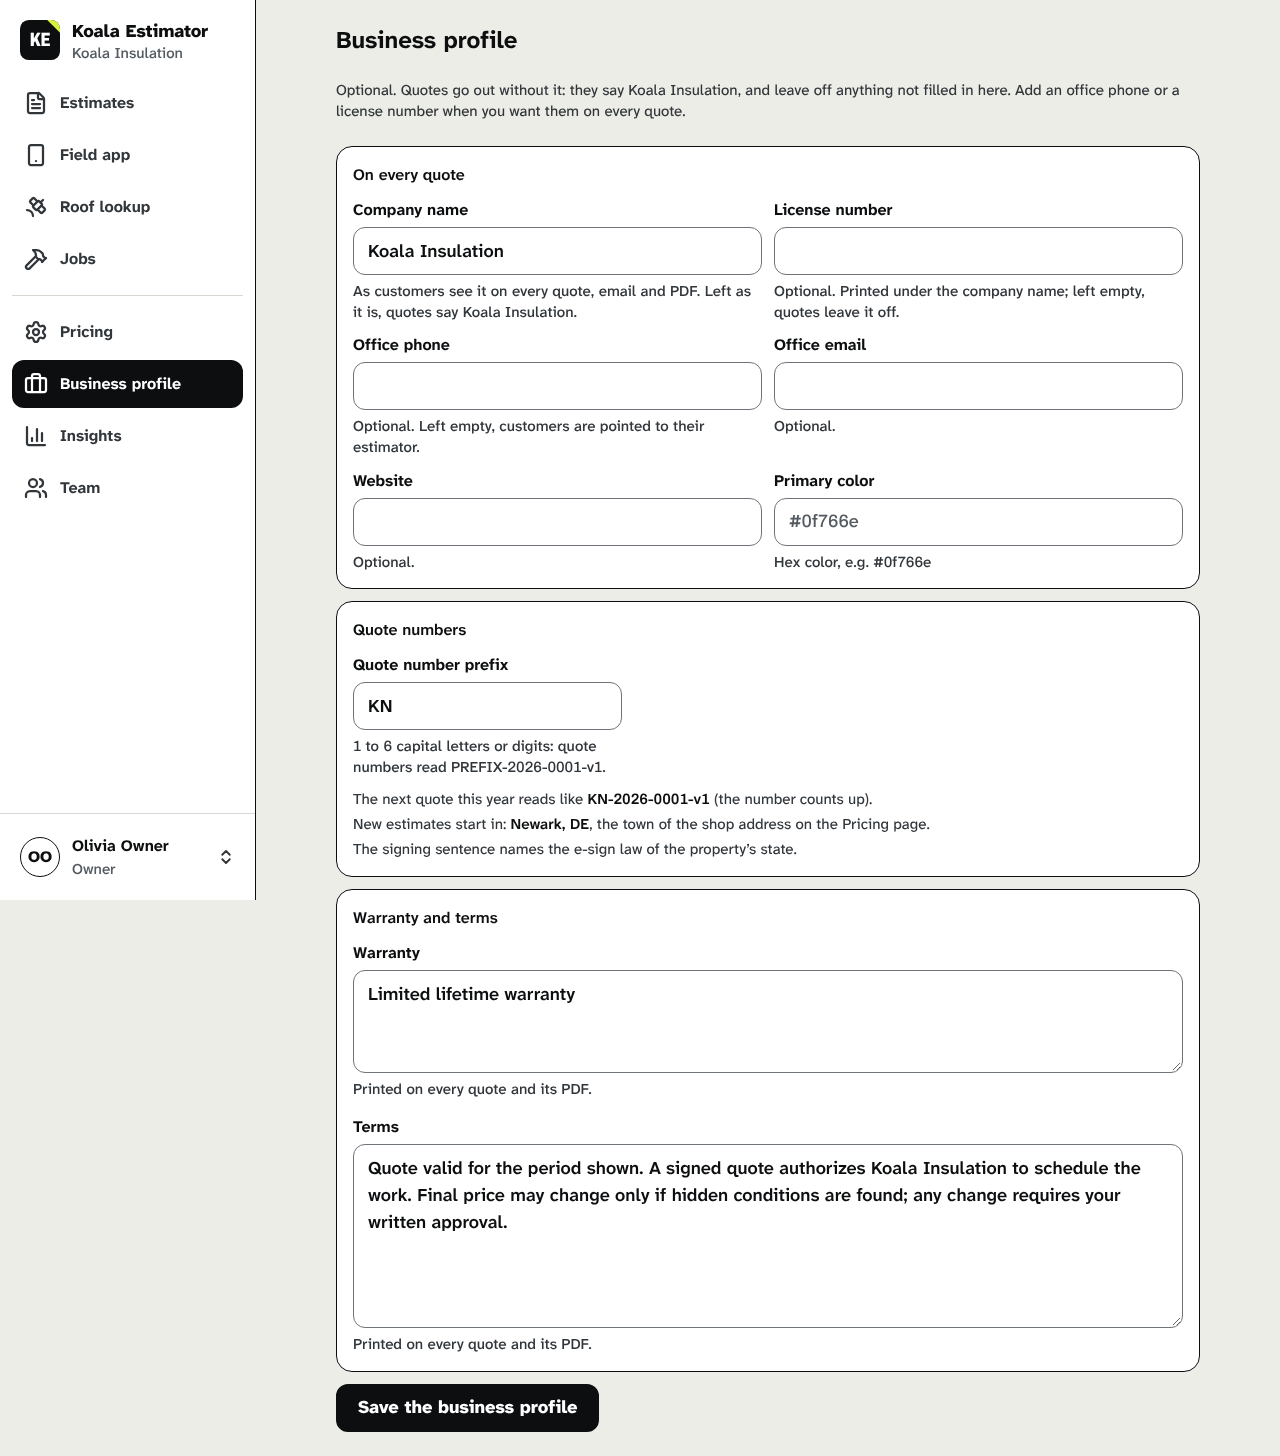 KE
Koala Estimator
Koala Insulation
Estimates
Field app
Roof lookup
Jobs
Pricing
Business profile
Insights
Team
OO
Olivia Owner
Owner
Business profile
Optional. Quotes go out without it: they say Koala Insulation, and leave off anything not filled in here. Add an office phone or a
license number when you want them on every quote.
On every quote
Company name
Koala Insulation
As customers see it on every quote, email and PDF. Left as
it is, quotes say Koala Insulation.
License number
Optional. Printed under the company name; left empty,
quotes leave it off.
Office phone
Optional. Left empty, customers are pointed to their
estimator.
Office email
Optional.
Website
Optional.
Primary color
#0f766e
Hex color, e.g. #0f766e
Quote numbers
Quote number prefix
KN
1 to 6 capital letters or digits: quote
numbers read PREFIX-2026-0001-v1.
The next quote this year reads like KN-2026-0001-v1 (the number counts up).
New estimates start in: Newark, DE, the town of the shop address on the Pricing page.
The signing sentence names the e-sign law of the property’s state.
Warranty and terms
Warranty
Limited lifetime warranty
Printed on every quote and its PDF.
Terms
Quote valid for the period shown. A signed quote authorizes Koala Insulation to schedule the
work. Final price may change only if hidden conditions are found; any change requires your
written approval.
Printed on every quote and its PDF.
Save the business profile